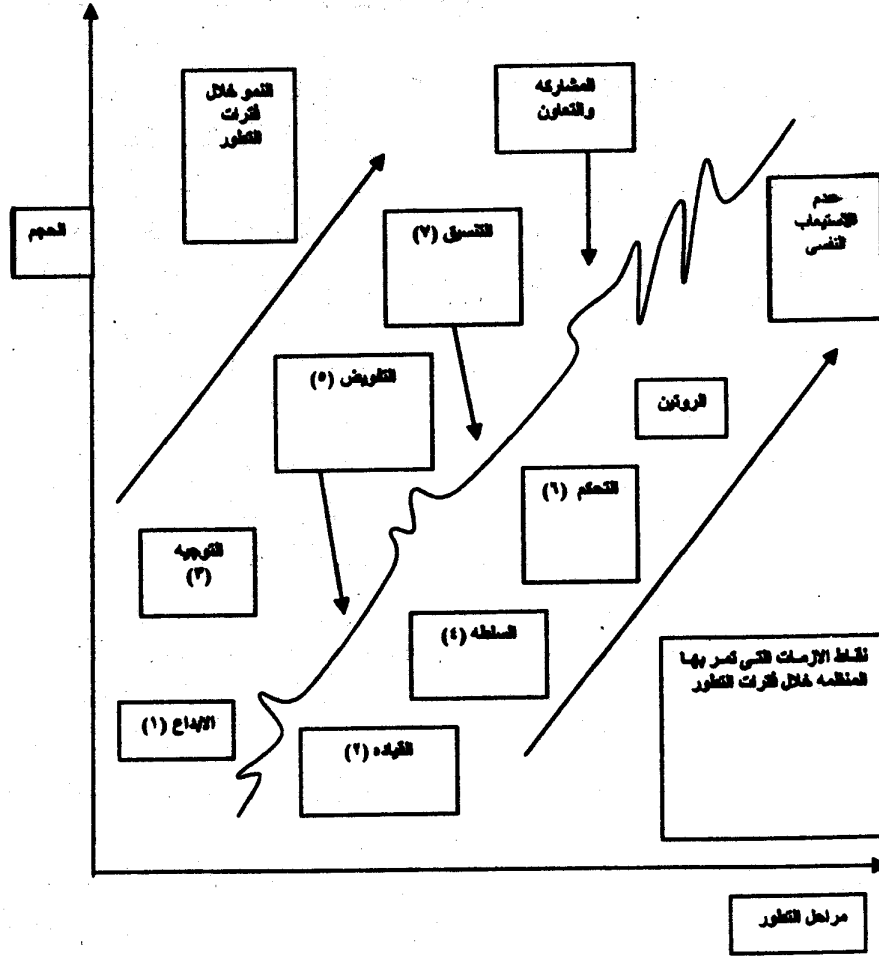 النمو خلال
فترات
التطور
المشاركه
والتعاون
عدم
الاستيعاب
النفسى
الحجم
التنسيق (٧)
التفويض (٥)
الروتين
التحكم (٦)
التوجيه
(٣)
السلطه (٤)
نقاط الازمات التى تمر بها
المنظمه خلال فترات التطور
الابداع (١)
القياده (٢)
مراحل التطور